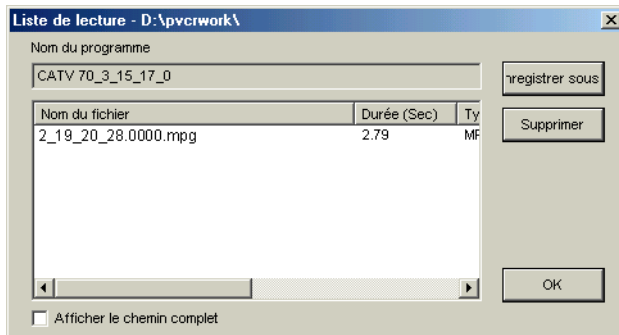 Liste de lecture - D:\pvcrwork\
Nom du programme
CATV 70_3_15_17_0
nregistrer sous
Nom du fichier Durée (Sec) Ty
2_19_20_28.0000.mpg 2.79 MF
Supprimer
OK
Afficher le chemin complet